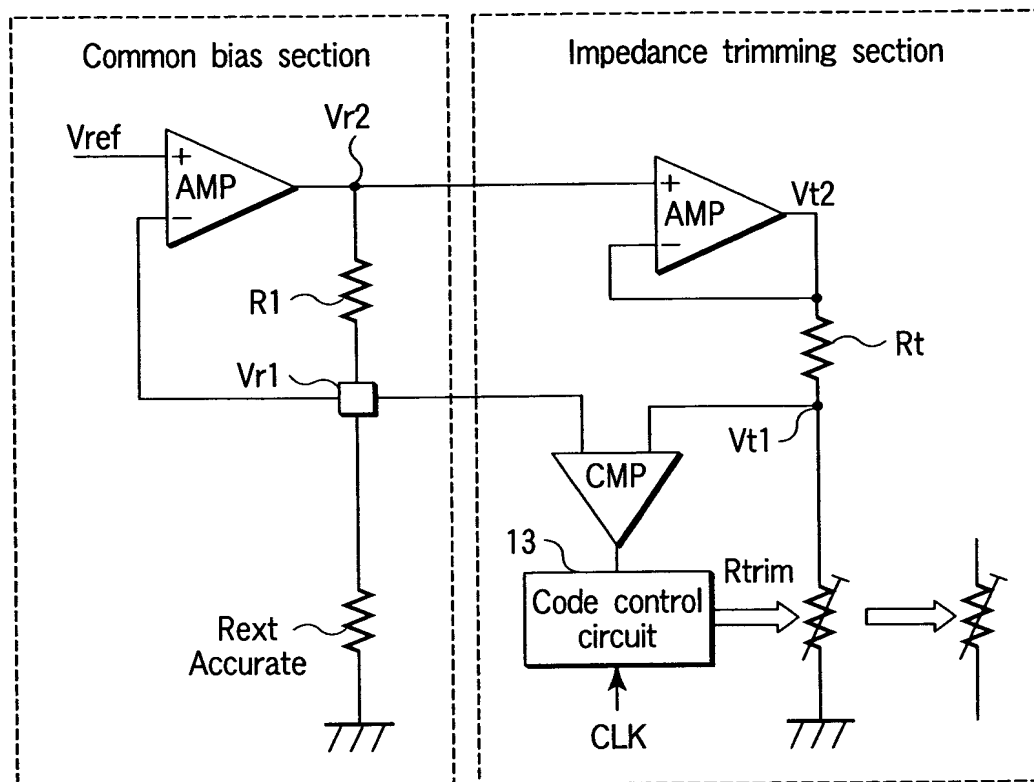 Common bias section
Vref
+
AMP
−
Vr2
R1
Vr1
Rext
Accurate
Impedance trimming section
+
AMP
−
Vt2
Rt
Vt1
CMP
13
Code control
circuit
Rtrim
CLK